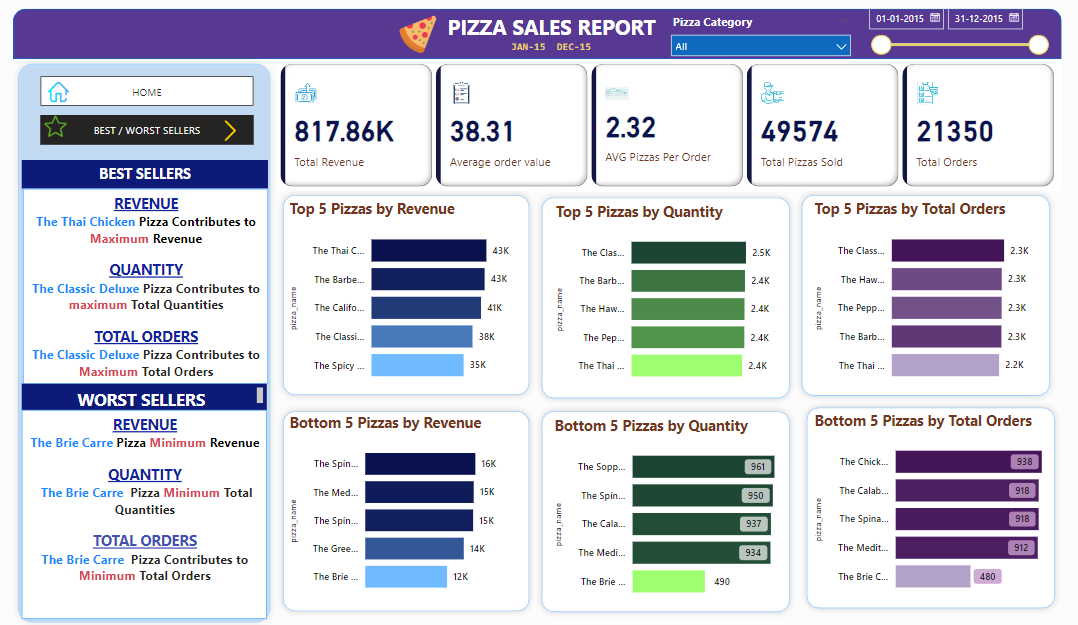 PIZZA SALES REPORT
JAN-15 DEC-15
Pizza Category
All
01-01-2015
31-12-2015
HOME
BEST / WORST SELLERS
BEST SELLERS
REVENUE
The Thai Chicken Pizza Contributes to
Maximum Revenue
QUANTITY
The Classic Deluxe Pizza Contributes to
maximum Total Quantities
TOTAL ORDERS
The Classic Deluxe Pizza Contributes to
Maximum Total Orders
WORST SELLERS
REVENUE
The Brie Carre Pizza Minimum Revenue
QUANTITY
The Brie Carre Pizza Minimum Total
Quantities
TOTAL ORDERS
The Brie Carre Pizza Contributes to
Minimum Total Orders
817.86K
Total Revenue
38.31
Average order value
2.32
AVG Pizzas Per Order
49574
Total Pizzas Sold
21350
Total Orders
Top 5 Pizzas by Revenue
pizza_name
The Thai C... 43K
The Barbe... 43K
The Califo... 41K
The Classi... 38K
The Spicy ... 35K
Top 5 Pizzas by Quantity
pizza_name
The Clas... 2.5K
The Barb... 2.4K
The Haw... 2.4K
The Pep... 2.4K
The Thai ... 2.4K
Top 5 Pizzas by Total Orders
pizza_name
The Class... 2.3K
The Haw... 2.3K
The Pepp... 2.3K
The Barb... 2.3K
The Thai ... 2.2K
Bottom 5 Pizzas by Revenue
pizza_name
The Spin... 16K
The Med... 15K
The Spin... 15K
The Gree... 14K
The Brie ... 12K
Bottom 5 Pizzas by Quantity
pizza_name
The Sopp... 961
The Spin... 950
The Cala... 937
The Medi... 934
The Brie ... 490
Bottom 5 Pizzas by Total Orders
pizza_name
The Chick... 938
The Calab... 918
The Spina... 918
The Medit... 912
The Brie C... 480